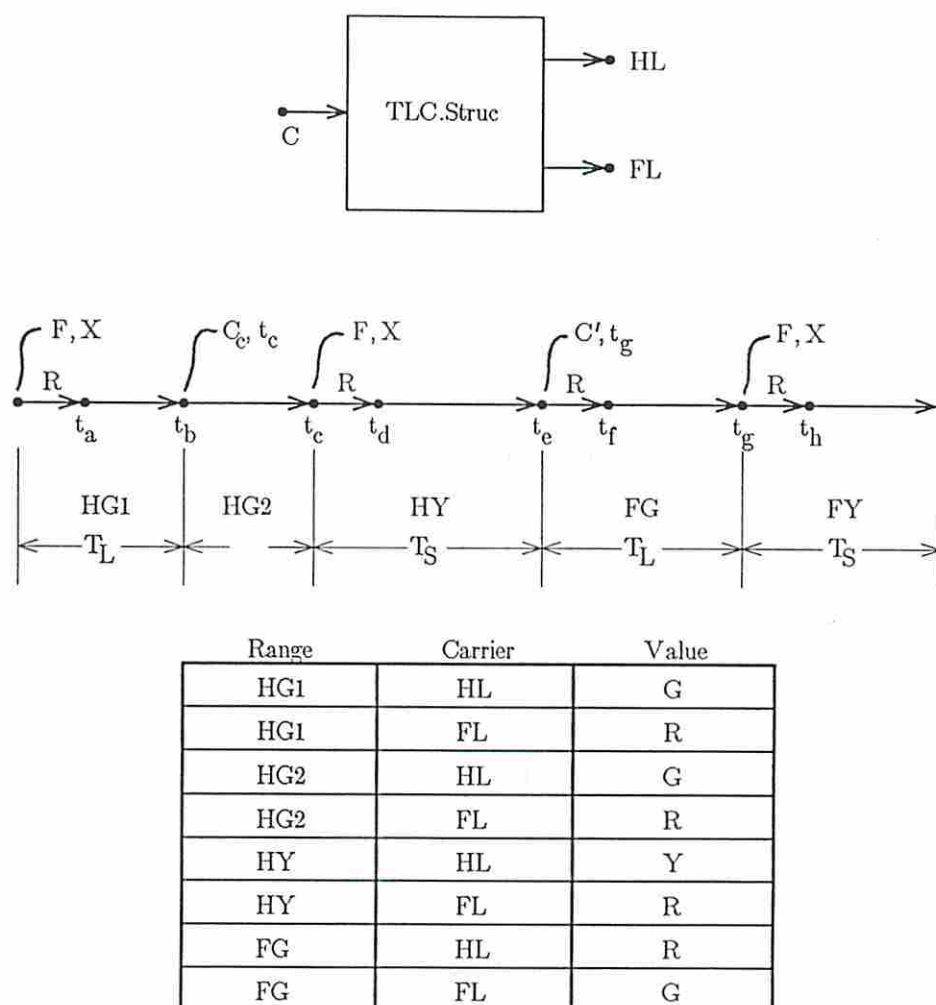 HL
TLC.Struc
C
FL
F, X
C_c, t_c
F, X
C′, t_g
F, X
R
R
R
R
t_a
t_b
t_c
t_d
t_e
t_f
t_g
t_h
HG1
HG2
HY
FG
FY
T_L
T_S
T_L
T_S
Range Carrier Value
HG1 HL G
HG1 FL R
HG2 HL G
HG2 FL R
HY HL Y
HY FL R
FG HL R
FG FL G